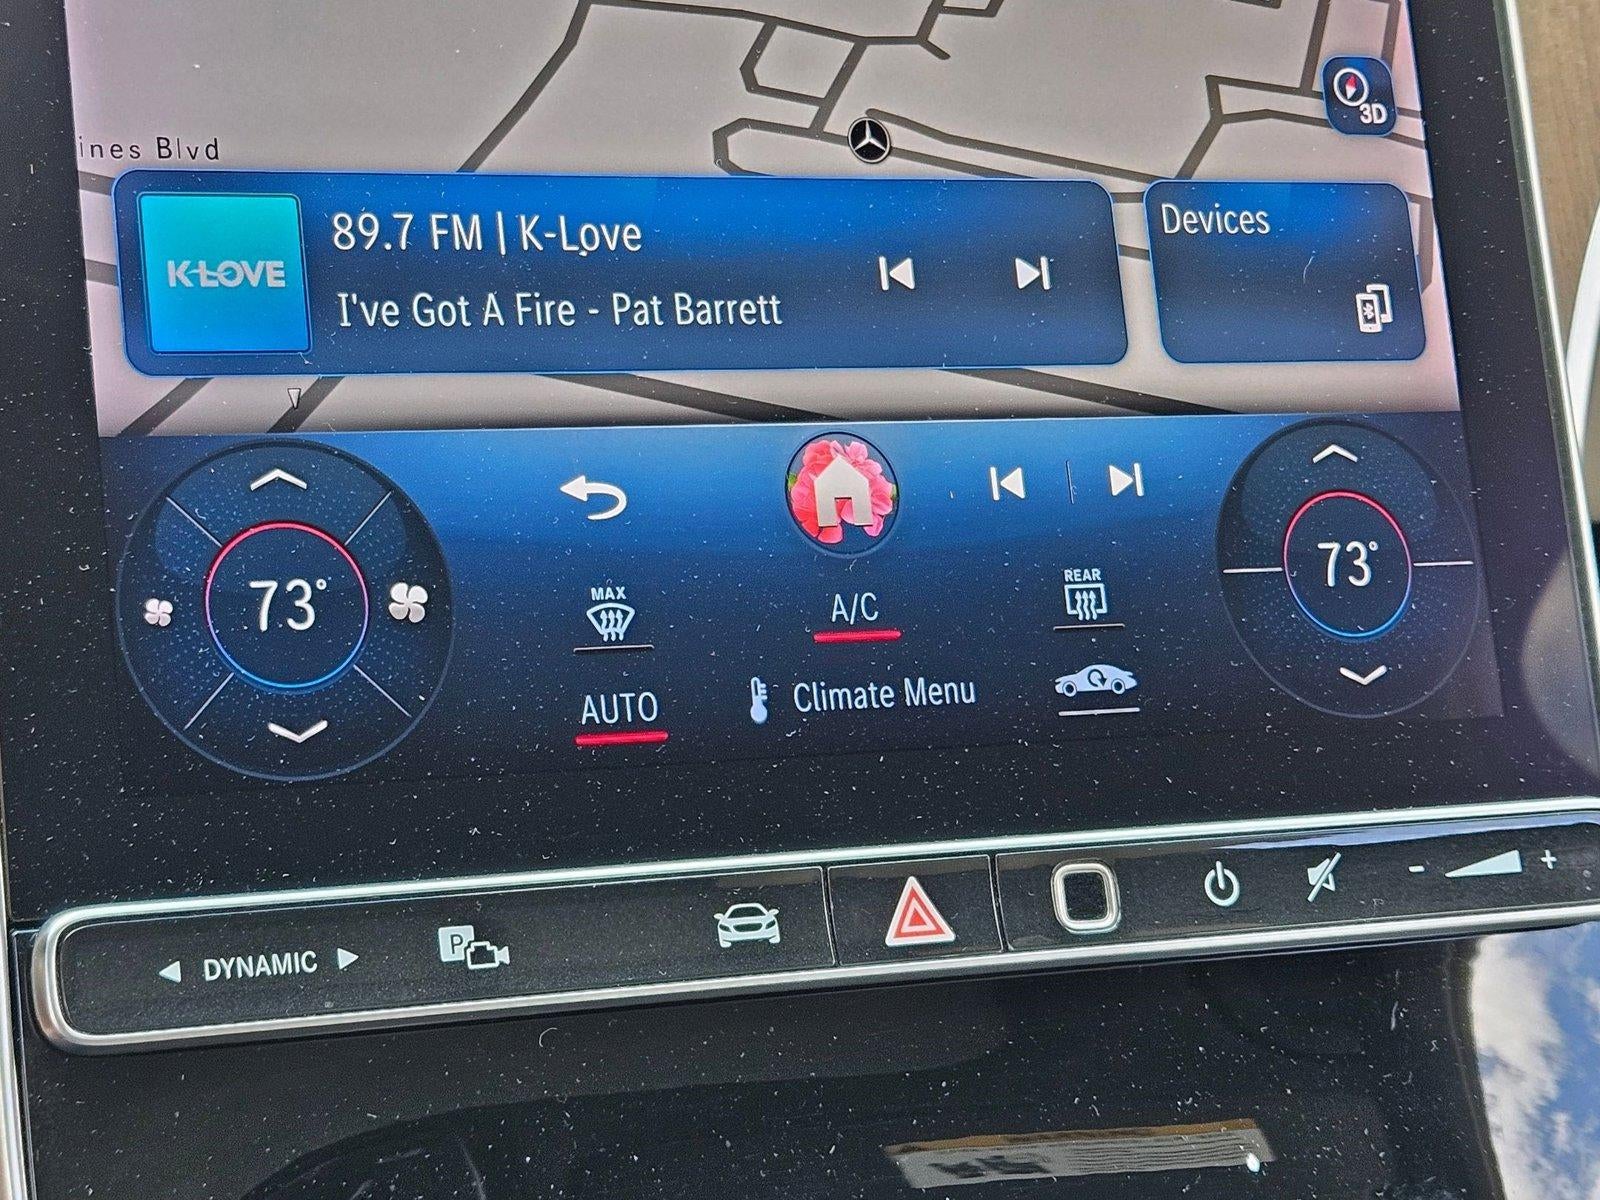 3D
ines Blvd
K-LOVE
89.7 FM | K-Love
I've Got A Fire - Pat Barrett
Devices
73°
73°
MAX
A/C
REAR
AUTO
Climate Menu
DYNAMIC
P
- +